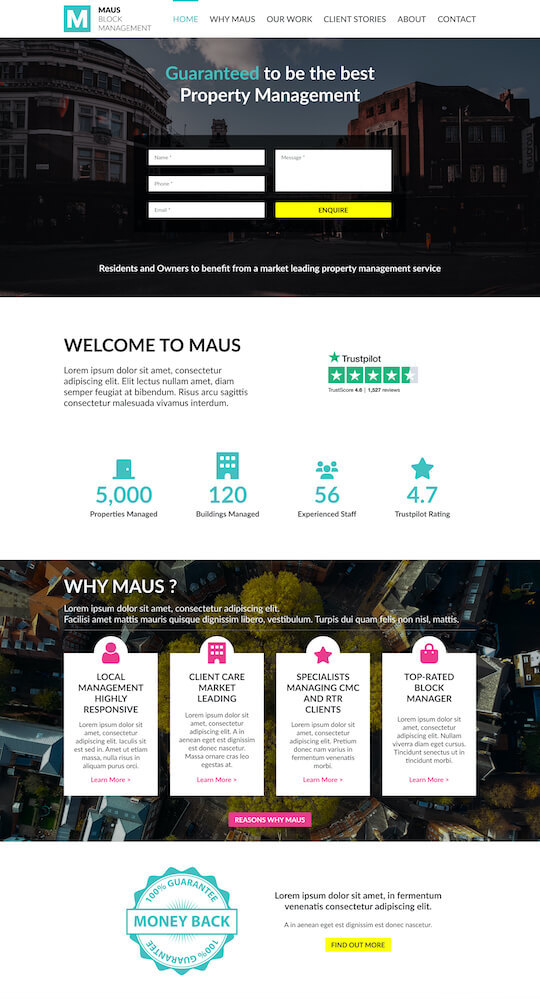 M
MAUS
BLOCK
MANAGEMENT
HOME WHY MAUS OUR WORK CLIENT STORIES ABOUT CONTACT
Guaranteed to be the best
Property Management
Name *
Message *
Phone *
Email *
ENQUIRE
Residents and Owners to benefit from a market leading property management service
WELCOME TO MAUS
Lorem ipsum dolor sit amet, consectetur
adipiscing elit. Elit lectus nullam amet, diam
semper feugiat at bibendum. Risus arcu sagittis
consectetur malesuada vivamus interdum.
Trustpilot
TrustScore 4.6 | 1,527 reviews
5,000
Properties Managed
120
Buildings Managed
56
Experienced Staff
4.7
Trustpilot Rating
WHY MAUS ?
Lorem ipsum dolor sit amet, consectetur adipiscing elit.
Facilisi amet mattis mauris quisque dignissim libero, vestibulum. Turpis dui quam felis non nisl, mattis.
LOCAL
MANAGEMENT
HIGHLY
RESPONSIVE
Lorem ipsum dolor sit
amet, consectetur
adipiscing elit. Iaculis sit
est sed in. Amet ut etiam
massa, nulla risus in
aliquam purus orci.
Learn More >
CLIENT CARE
MARKET
LEADING
Lorem ipsum dolor sit
amet, consectetur
adipiscing elit. A in
aenean eget dignissim
est donec nascetur.
Massa ornare cras leo
egestas at.
Learn More >
SPECIALISTS
MANAGING CMC
AND RTR
CLIENTS
Lorem ipsum dolor sit
amet, consectetur
adipiscing elit. Pretium
donec nam varius in
fermentum venenatis
morbi.
Learn More >
TOP-RATED
BLOCK
MANAGER
Lorem ipsum dolor sit
amet, consectetur
adipiscing elit. Nullam
viverra diam eget cursus.
Tincidunt senectus ut in
tincidunt morbi.
Learn More >
REASONS WHY MAUS
100% GUARANTEE
MONEY BACK
100% GUARANTEE
Lorem ipsum dolor sit amet, in fermentum
venenatis consectetur adipiscing elit.
A in aenean eget dignissim est donec nascetur.
FIND OUT MORE